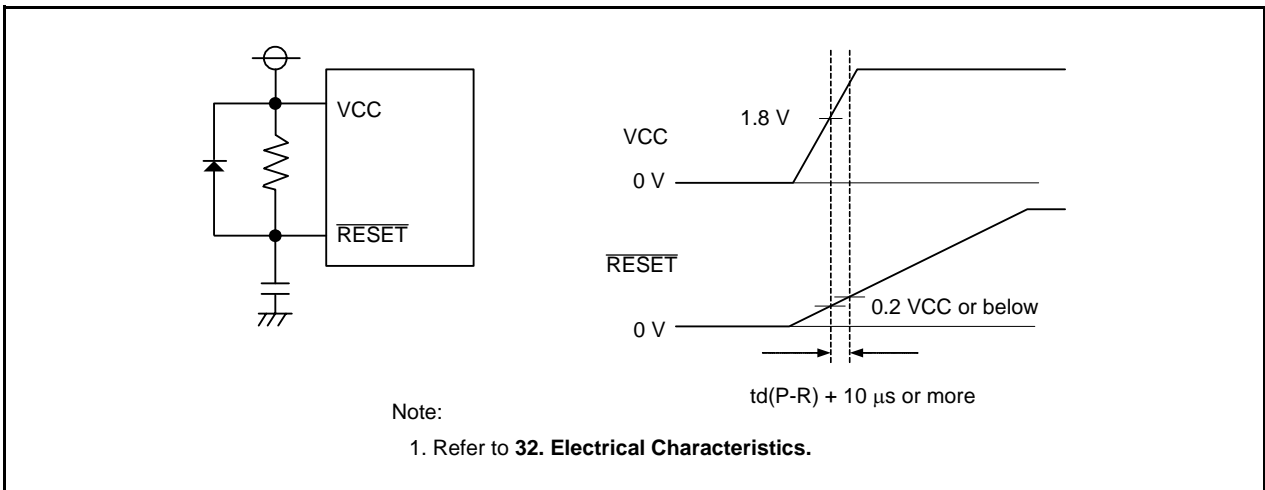 VCC
RESET
1.8 V
VCC
0 V
RESET
0.2 VCC or below
0 V
td(P-R) + 10 μs or more
Note:
1. Refer to 32. Electrical Characteristics.